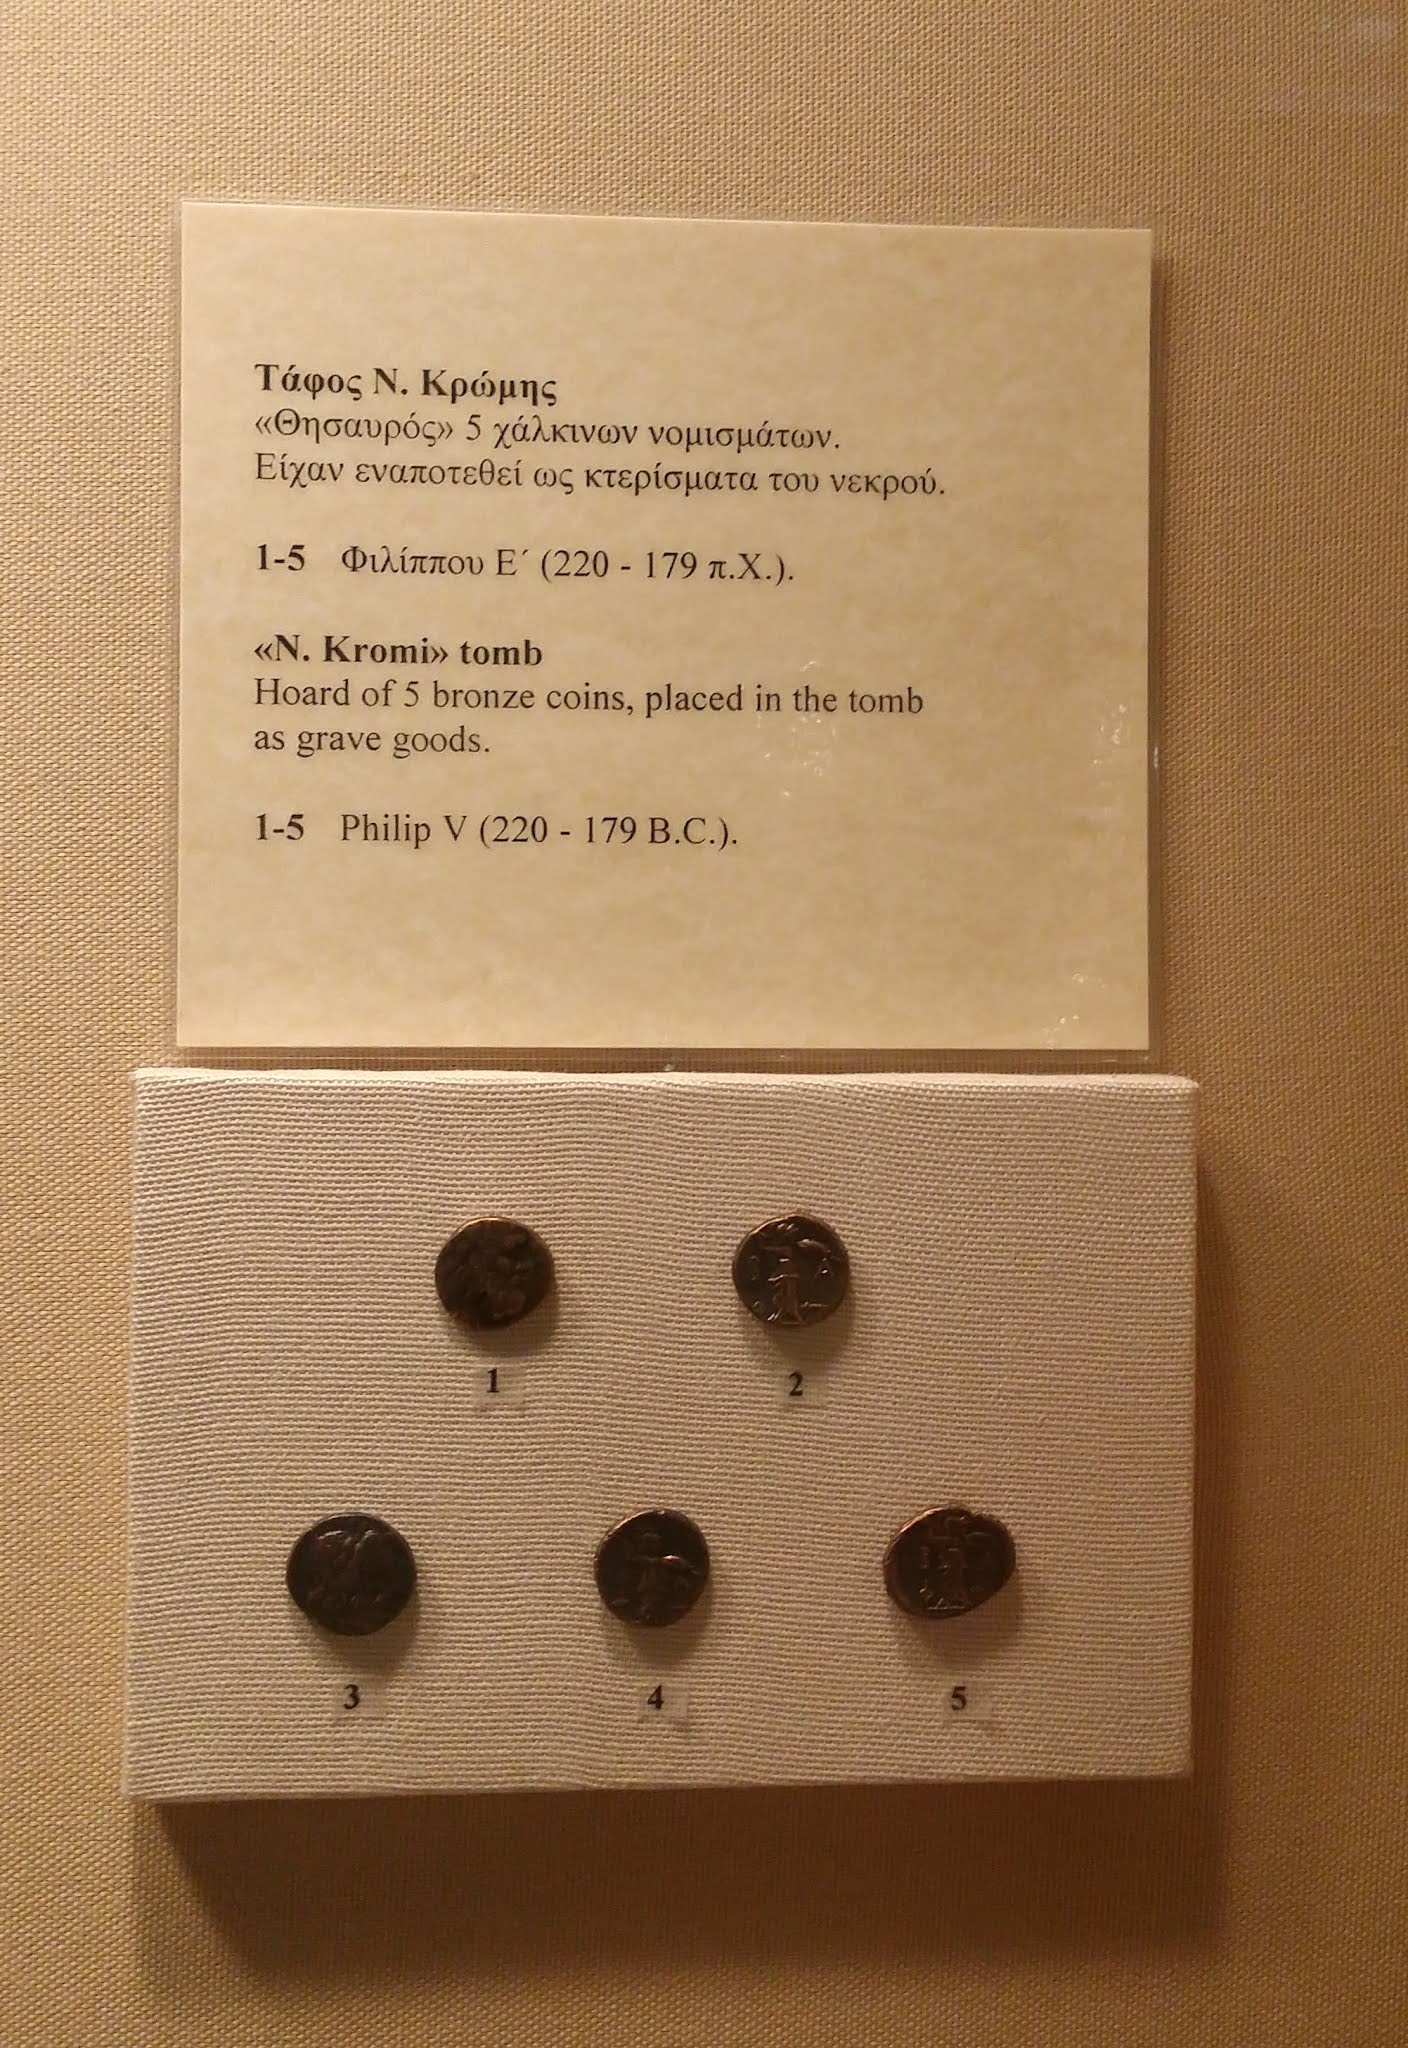 Τάφος Ν. Κρώμης
«Θησαυρός» 5 χάλκινων νομισμάτων.
Είχαν εναποτεθεί ως κτερίσματα του νεκρού.
1-5 Φιλίππου Ε΄ (220 - 179 π.Χ.).
«N. Kromi» tomb
Hoard of 5 bronze coins, placed in the tomb
as grave goods.
1-5 Philip V (220 - 179 B.C.).
1 2
3 4 5